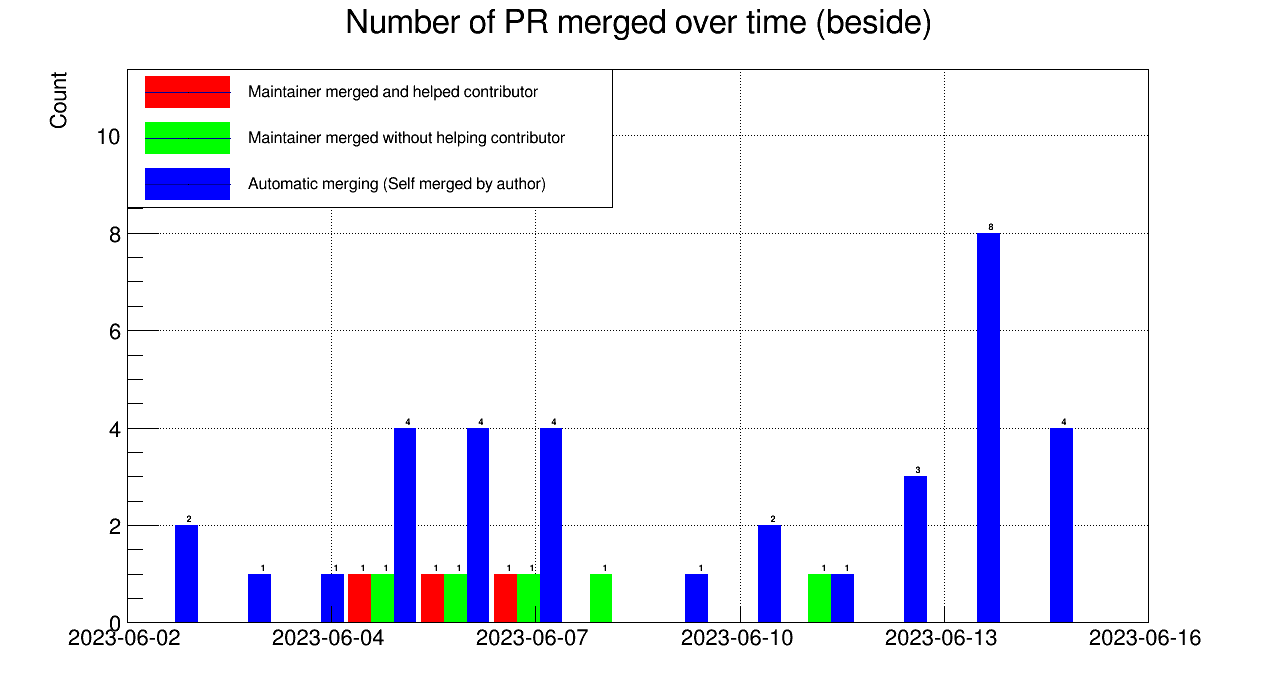 Number of PR merged over time (beside)
Count
Maintainer merged and helped contributor
Maintainer merged without helping contributor
Automatic merging (Self merged by author)
10
8
6
4
2
0
2 1 1 1 1 4 1 1 4 1 1 4 1 1 2 1 1 3 8 4
2023-06-02 2023-06-04 2023-06-07 2023-06-10 2023-06-13 2023-06-16